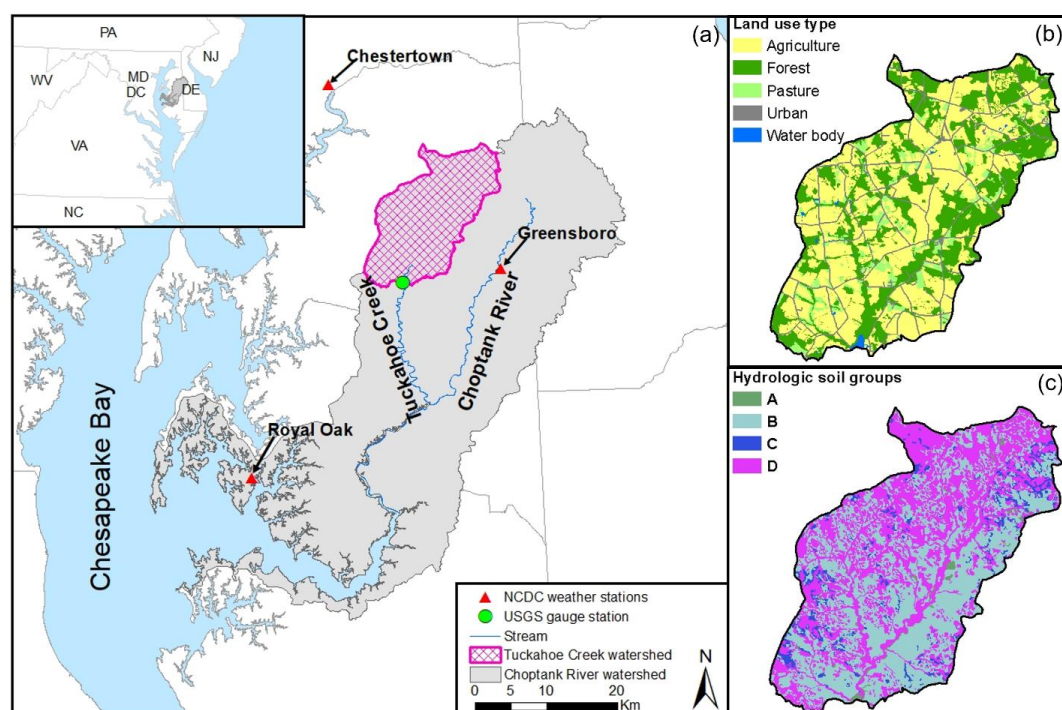 PA
NJ
WV
MD
DC
DE
VA
NC
(a)
Chestertown
Greensboro
Tuckahoe Creek
Choptank River
Royal Oak
Chesapeake Bay
NCDC weather stations
USGS gauge station
Stream
Tuckahoe Creek watershed
Choptank River watershed
0 5 10 20
Km
N
Land use type
(b)
Agriculture
Forest
Pasture
Urban
Water body
Hydrologic soil groups
(c)
A
B
C
D